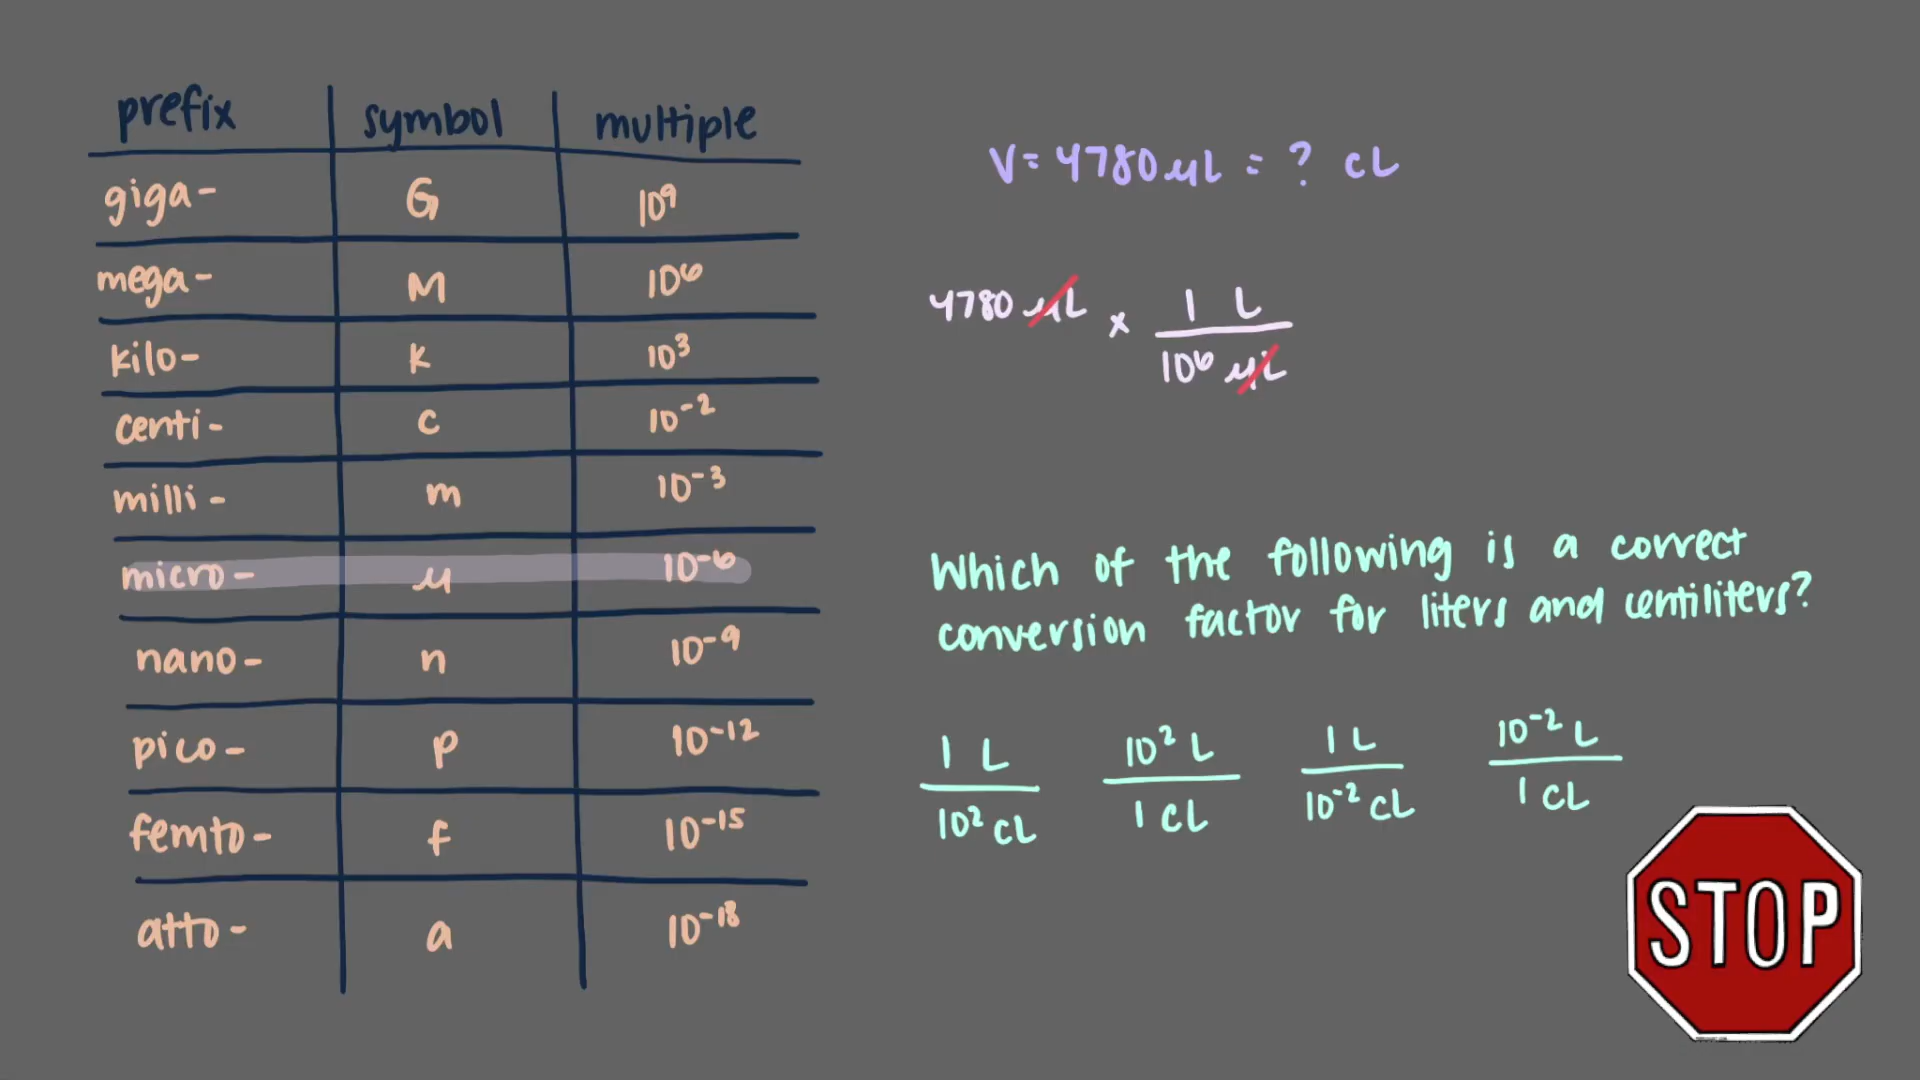 prefix symbol multiple
giga- G 10⁹
mega- M 10⁶
kilo- k 10³
centi- c 10⁻²
milli- m 10⁻³
micro- μ 10⁻⁶
nano- n 10⁻⁹
pico- p 10⁻¹²
femto- f 10⁻¹⁵
atto- a 10⁻¹⁸
V= 4780 μL = ? cL
4780 μL x 1 L / 10⁶ μL
Which of the following is a correct
conversion factor for liters and centiliters?
1 L / 10² cL 10² L / 1 cL 1 L / 10⁻² cL 10⁻² L / 1 cL
STOP